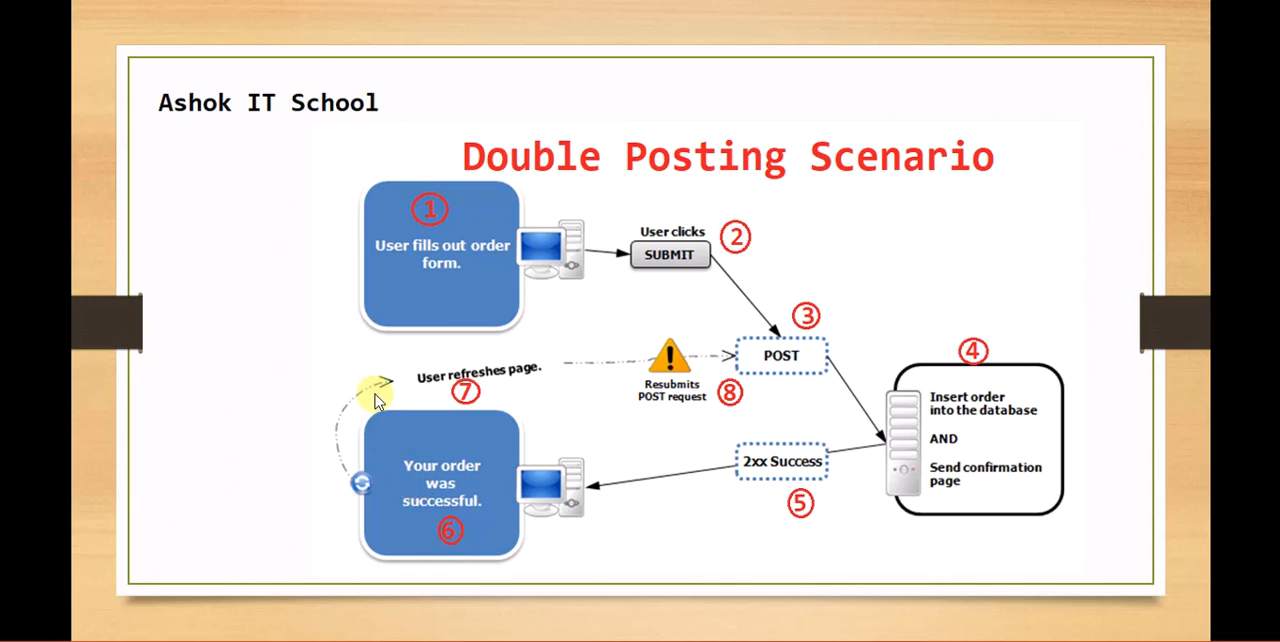 Ashok IT School
Double Posting Scenario
1
User fills out order
form.
User clicks
2
SUBMIT
3
POST
4
Insert order
into the database
AND
Send confirmation
page
User refreshes page.
7
Resubmits
POST request
8
2xx Success
5
Your order
was
successful.
6